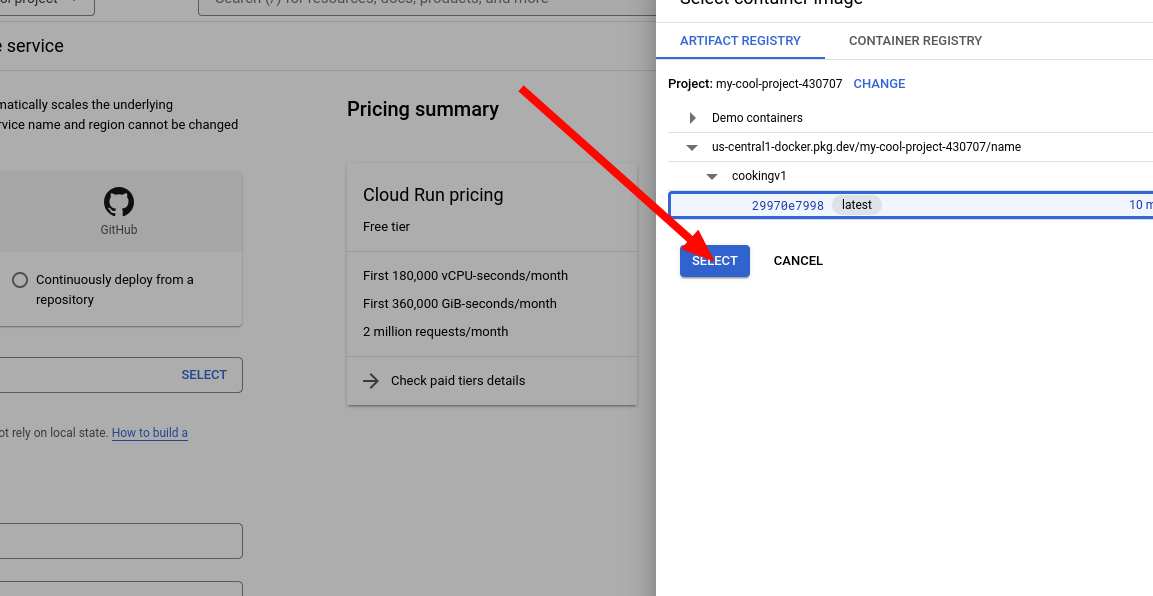 Search (/) for resources, docs, products, and more
Select container image
e service
ARTIFACT REGISTRY
CONTAINER REGISTRY
Project: my-cool-project-430707 CHANGE
matically scales the underlying
rvice name and region cannot be changed
Pricing summary
Demo containers
us-central1-docker.pkg.dev/my-cool-project-430707/name
cookingv1
29970e7998 latest
10 m
Cloud Run pricing
Free tier
GitHub
SELECT
CANCEL
Continuously deploy from a
repository
First 180,000 vCPU-seconds/month
First 360,000 GiB-seconds/month
2 million requests/month
SELECT
Check paid tiers details
ot rely on local state. How to build a